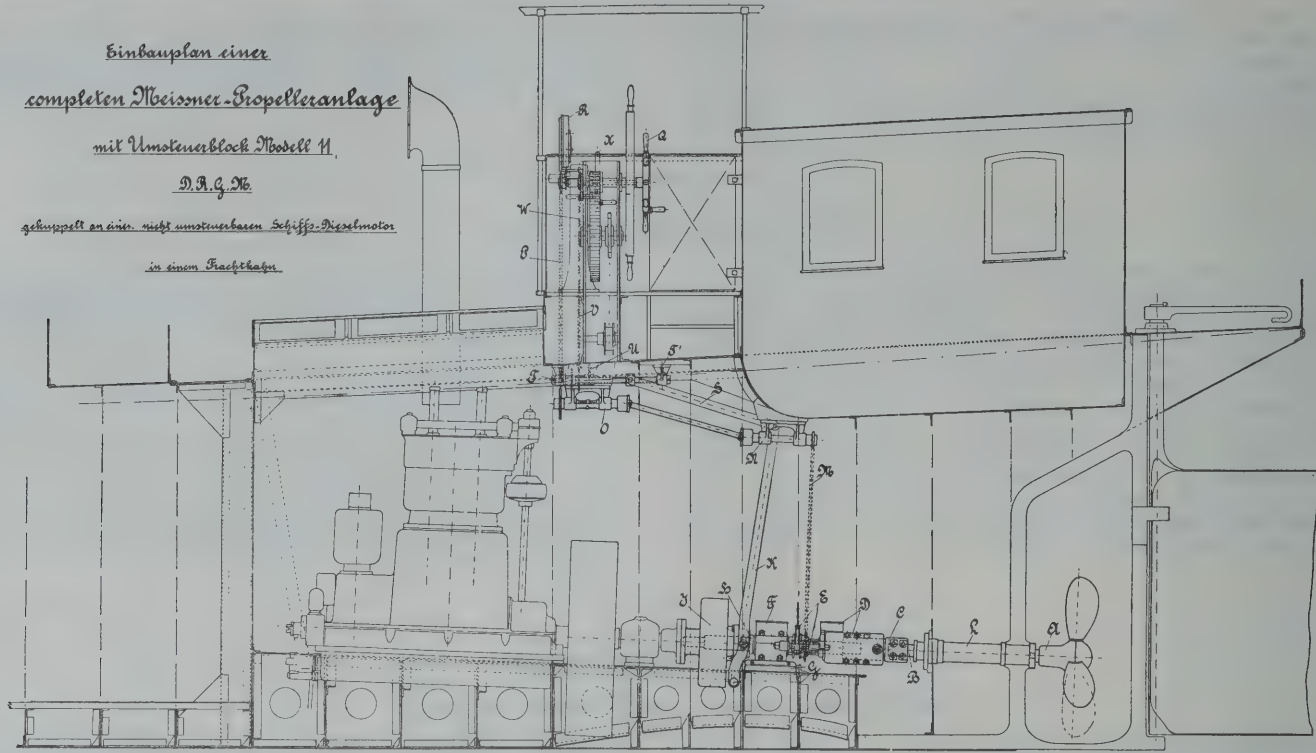 Einbauplan einer
completen Meissner-Propelleranlage
mit Umsteuerblock Modell 11,
D.R.G.M.
gekuppelt an einen nicht umsteuerbaren Schiffs-Dieselmotor
in einem Frachtkahn
R
X
Q
W
P
V
U
T
S'
S
O
N
M
K
J
H
F
E
D
C
L
A
G
B